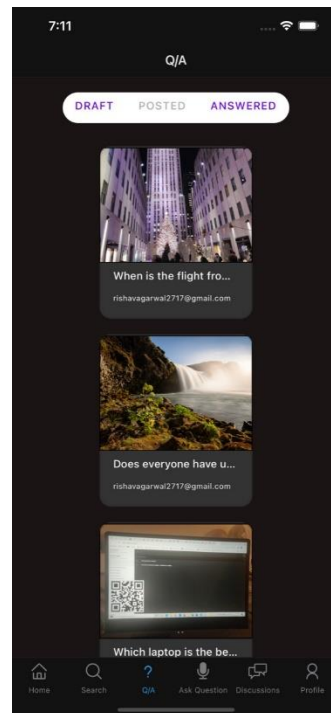 7:11
Q/A
DRAFT POSTED ANSWERED
When is the flight fro...
rishavagarwal2717@gmail.com
Does everyone have u...
rishavagarwal2717@gmail.com
Which laptop is the be...
Home Search Q/A Ask Question Discussions Profile